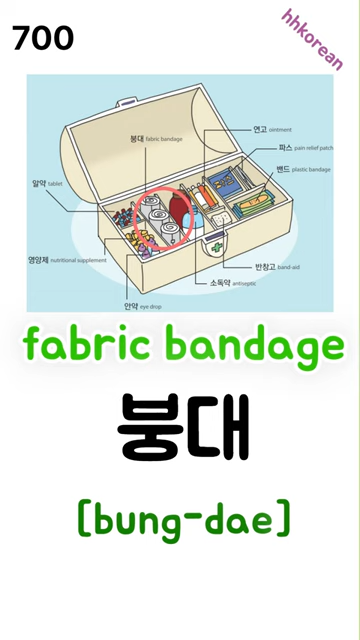 700
hhkorean
붕대 fabric bandage
연고 ointment
파스 pain relief patch
밴드 plastic bandage
알약 tablet
영양제 nutritional supplement
반창고 band-aid
소독약 antiseptic
안약 eye drop
fabric bandage
붕대
[bung-dae]